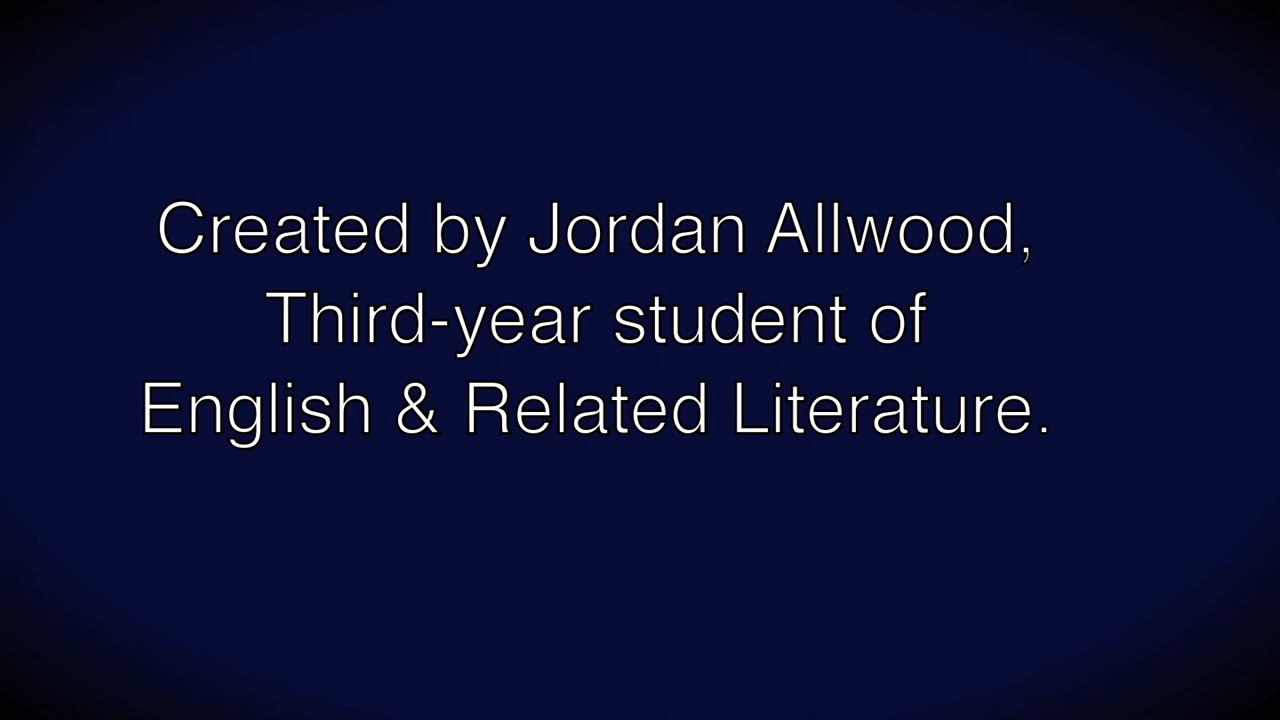 Created by Jordan Allwood,
Third-year student of
English & Related Literature.